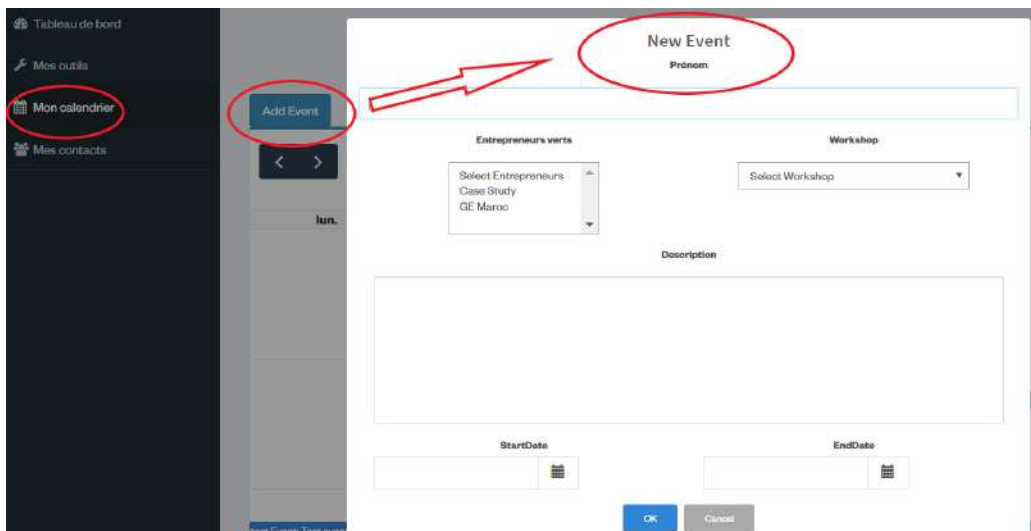 Tableau de bord
Mes outils
Mon calendrier
Mes contacts
Add Event
lun.
New Event
Prénom
Entrepreneurs verts
Workshop
Select Entrepreneurs
Case Study
GE Maroc
Select Workshop
Description
StartDate
EndDate
OK
Cancel